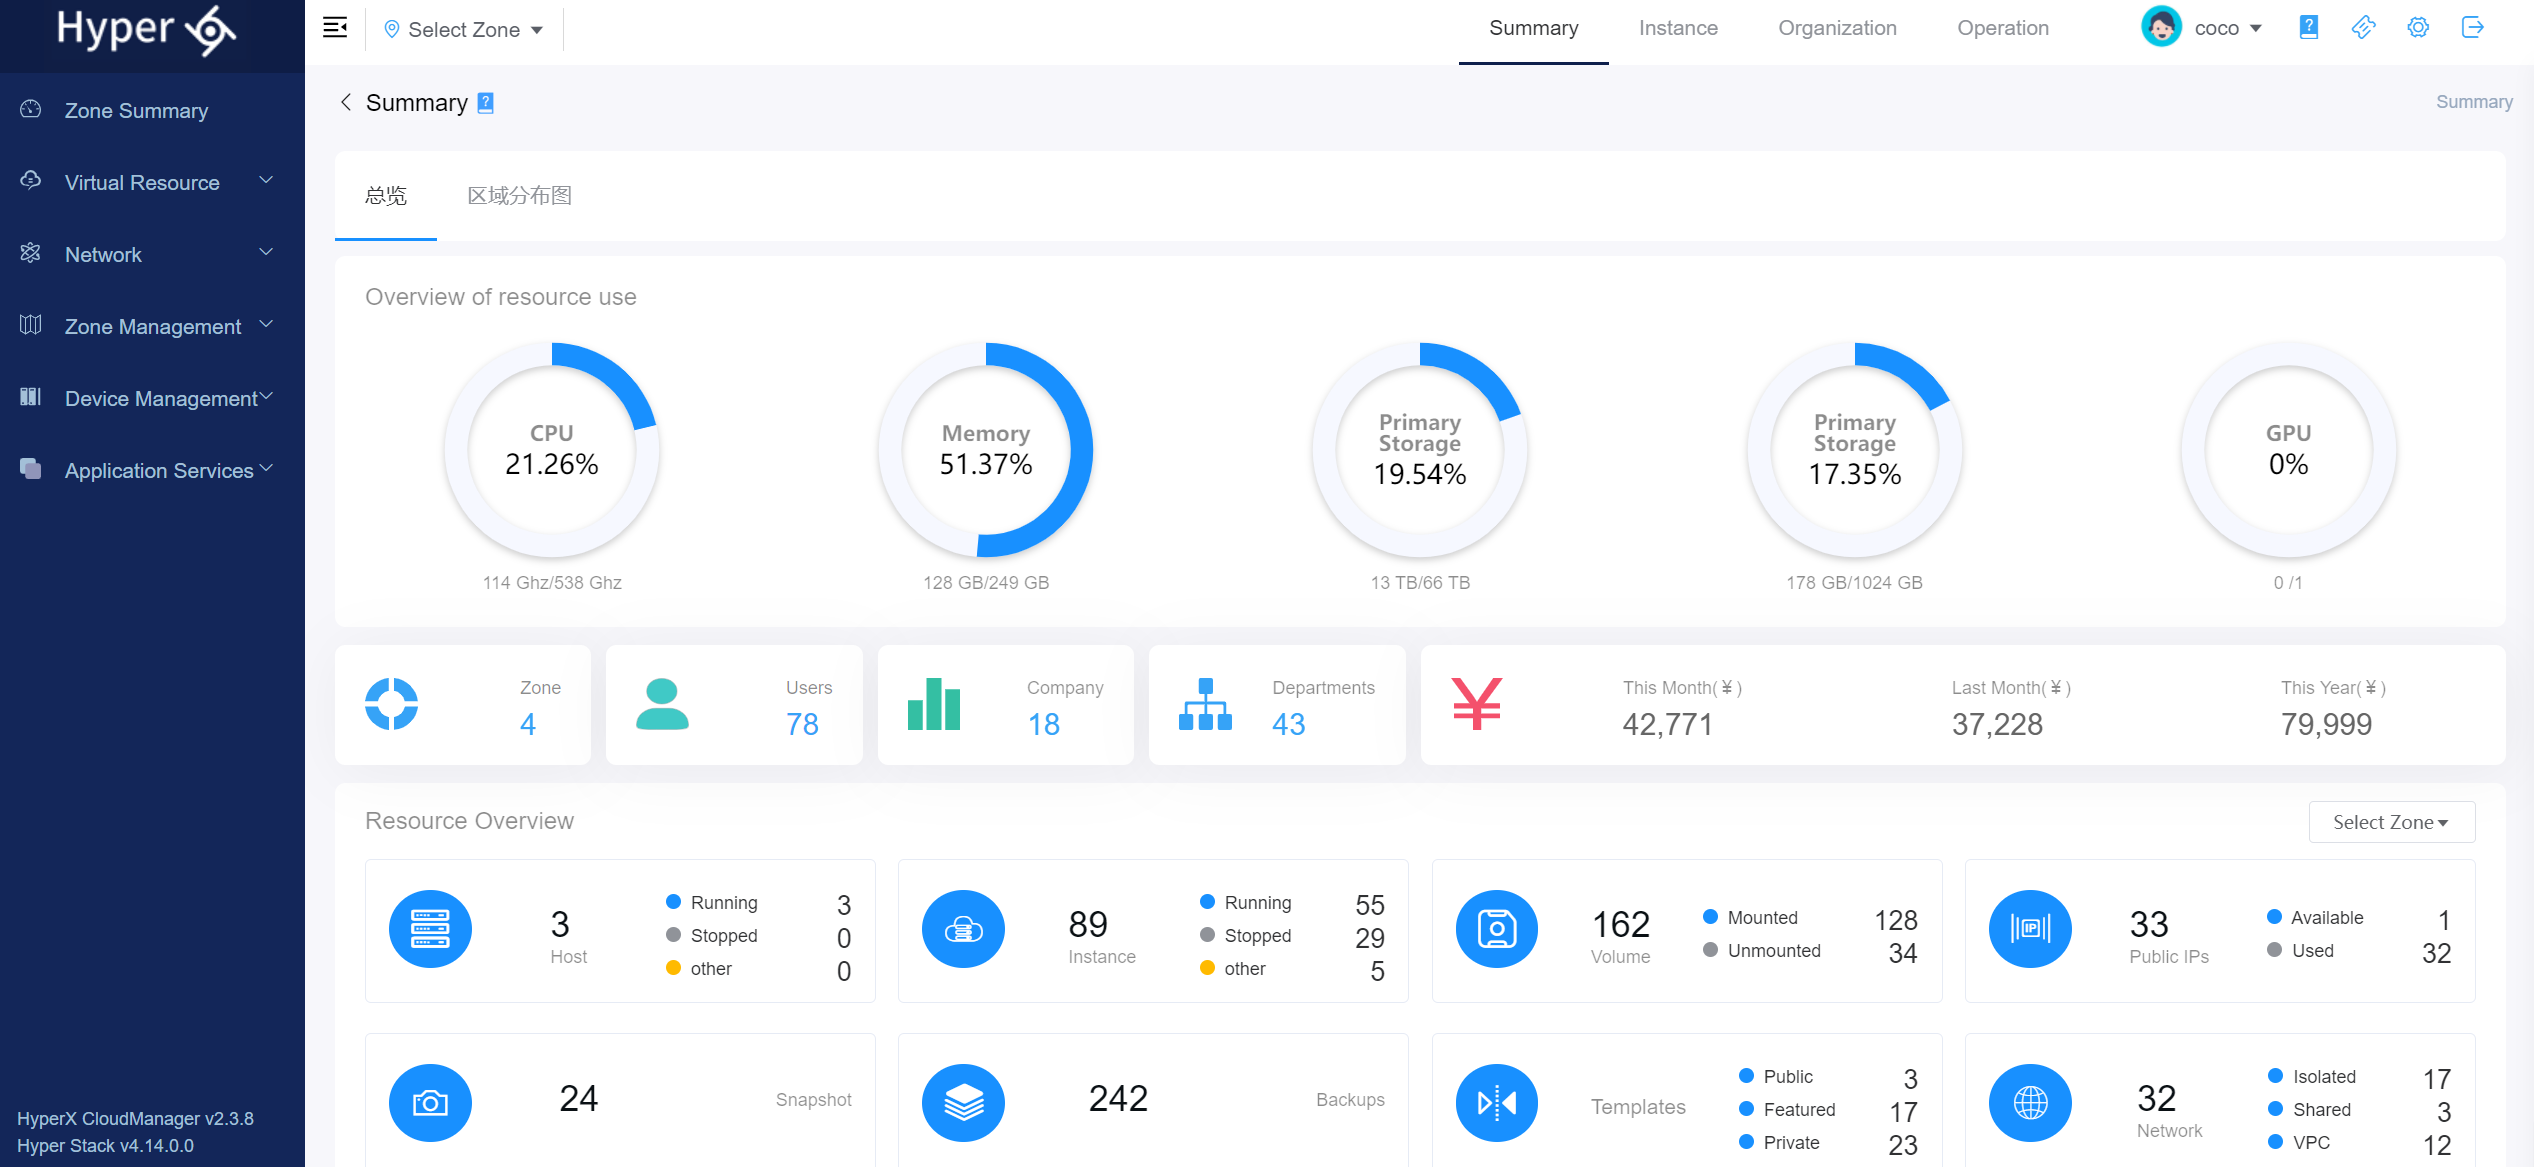 Hyper
Select Zone
Summary
Instance
Organization
Operation
coco
Zone Summary
Virtual Resource
Network
Zone Management
Device Management
Application Services
HyperX CloudManager v2.3.8
Hyper Stack v4.14.0.0
Summary
Summary
总览
区域分布图
Overview of resource use
CPU
21.26%
114 Ghz/538 Ghz
Memory
51.37%
128 GB/249 GB
Primary
Storage
19.54%
13 TB/66 TB
Primary
Storage
17.35%
178 GB/1024 GB
GPU
0%
0 /1
Zone
4
Users
78
Company
18
Departments
43
This Month(¥)
42,771
Last Month(¥)
37,228
This Year(¥)
79,999
Resource Overview
Select Zone
3
Host
Running 3
Stopped 0
other 0
89
Instance
Running 55
Stopped 29
other 5
162
Volume
Mounted 128
Unmounted 34
IP
33
Public IPs
Available 1
Used 32
24
Snapshot
242
Backups
Templates
Public 3
Featured 17
Private 23
32
Network
Isolated 17
Shared 3
VPC 12